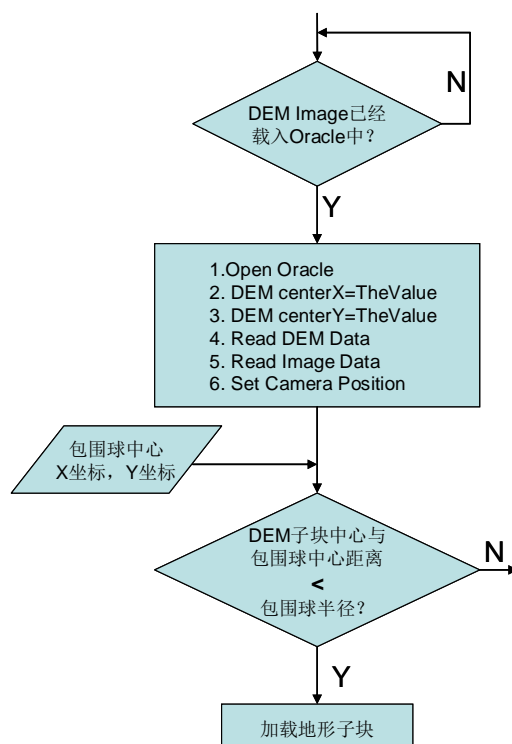 N
DEM Image已经
载入Oracle中?
Y
1.Open Oracle
2. DEM centerX=TheValue
3. DEM centerY=TheValue
4. Read DEM Data
5. Read Image Data
6. Set Camera Position
包围球中心
X坐标，Y坐标
DEM子块中心与
包围球中心距离
<
包围球半径?
N
Y
加载地形子块